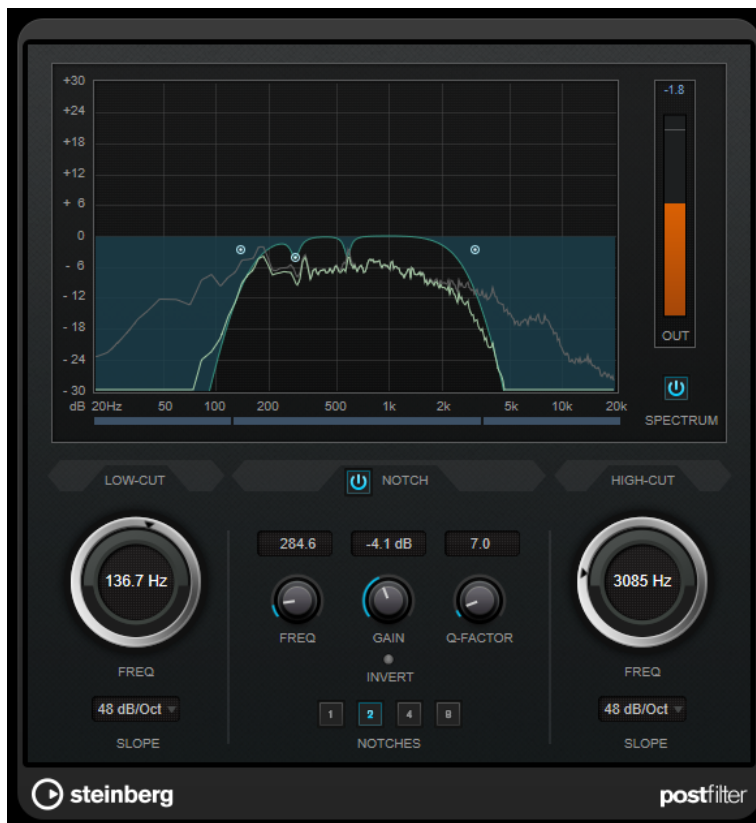 +30
-1.8
+24
+18
+12
+ 6
0
- 6
- 12
- 18
- 24
- 30
OUT
dB 20Hz 50 100 200 500 1k 2k 5k 10k 20k
SPECTRUM
LOW-CUT
NOTCH
HIGH-CUT
284.6 -4.1 dB 7.0
136.7 Hz
3085 Hz
FREQ GAIN Q-FACTOR
FREQ
INVERT
FREQ
48 dB/Oct
1 2 4 8
48 dB/Oct
SLOPE
NOTCHES
SLOPE
steinberg
postfilter